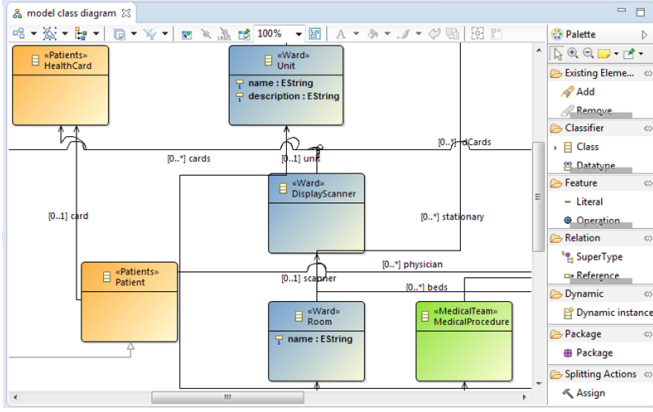 model class diagram
100%
A
Palette
«Patients»
HealthCard
«Ward»
Unit
name : EString
description : EString
Existing Eleme...
Add
Remove
Classifier
Class
Datatype
[0..*] cards
[0..1] unit
Cards
«Ward»
DisplayScanner
Feature
Literal
Operation
[0..1] card
[0..*] stationary
Relation
SuperType
Reference
«Patients»
Patient
[0..*] physician
[0..1] scanner
[0..*] beds
Dynamic
Dynamic instance
«Ward»
Room
name : EString
«MedicalTeam»
MedicalProcedure
Package
Package
Splitting Actions
Assign